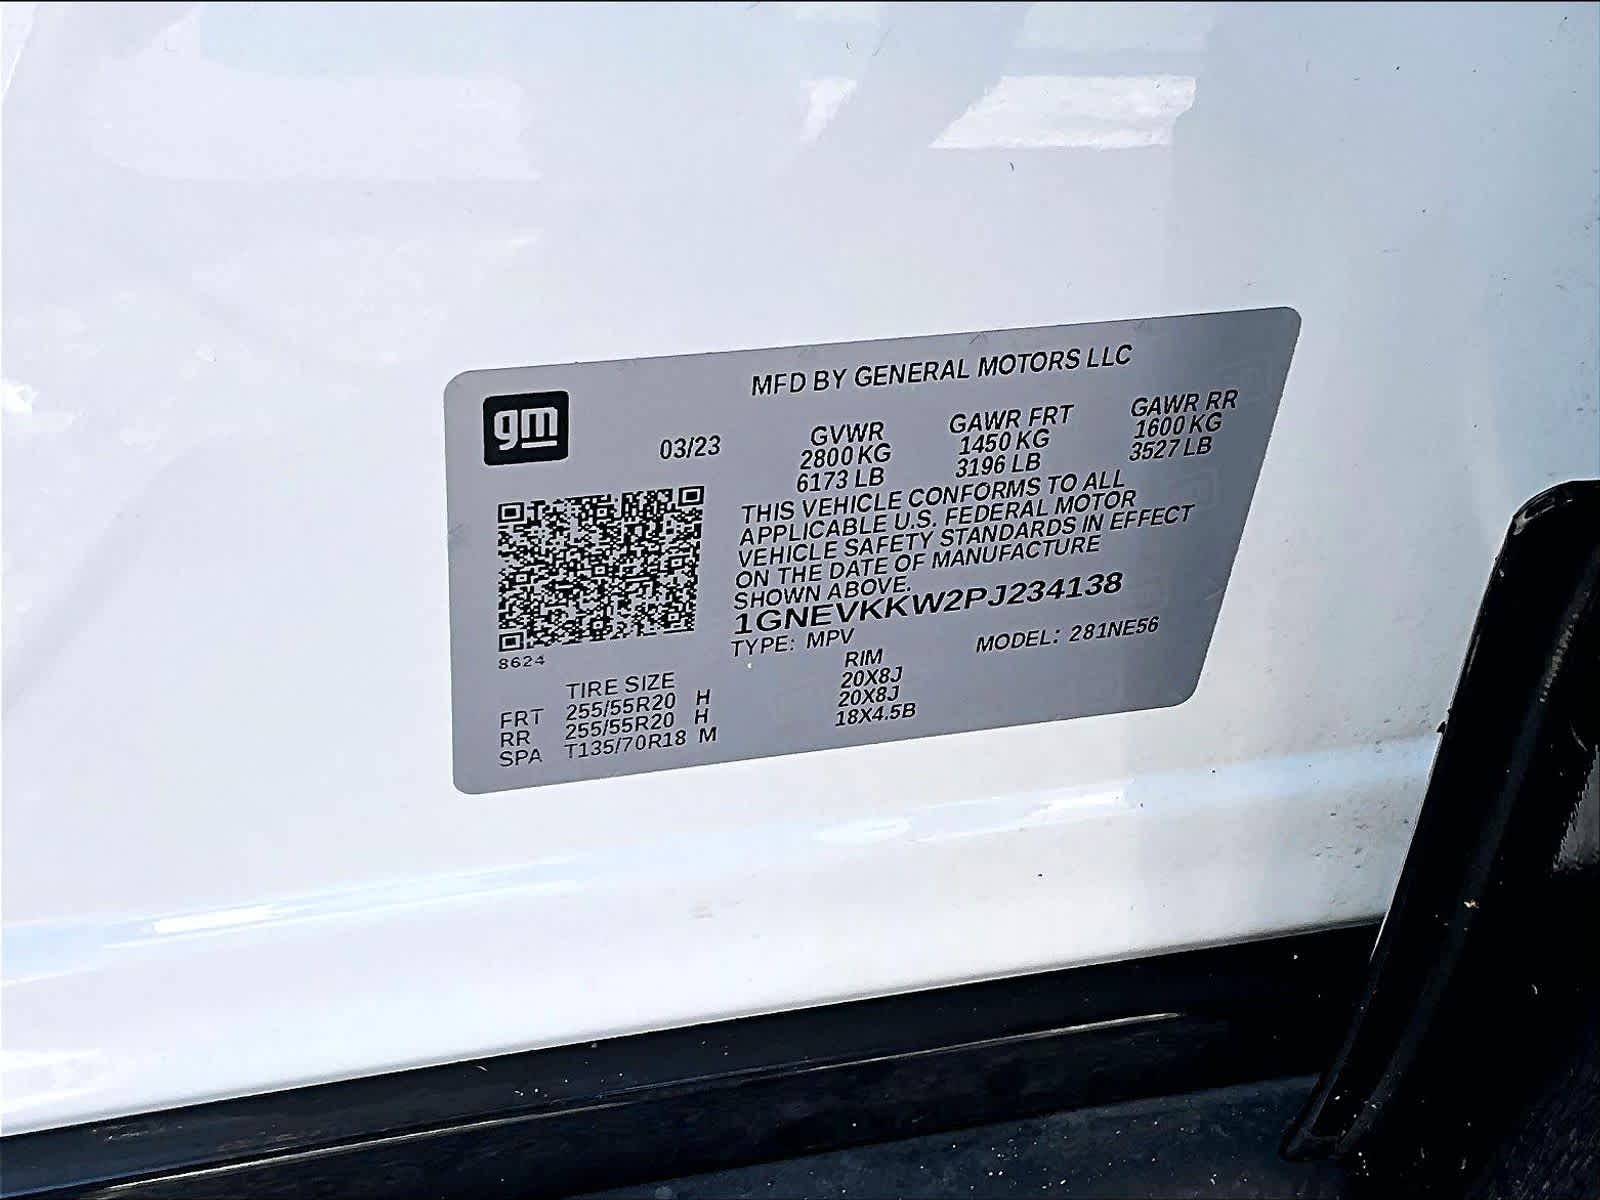 MFD BY GENERAL MOTORS LLC
gm
03/23
GVWR GAWR FRT GAWR RR
2800 KG 1450 KG 1600 KG
6173 LB 3196 LB 3527 LB
THIS VEHICLE CONFORMS TO ALL
APPLICABLE U.S. FEDERAL MOTOR
VEHICLE SAFETY STANDARDS IN EFFECT
ON THE DATE OF MANUFACTURE
SHOWN ABOVE.
1GNEVKKW2PJ234138
TYPE: MPV MODEL: 281NE56
8624
TIRE SIZE RIM
FRT 255/55R20 H 20X8J
RR 255/55R20 H 20X8J
SPA T135/70R18 M 18X4.5B